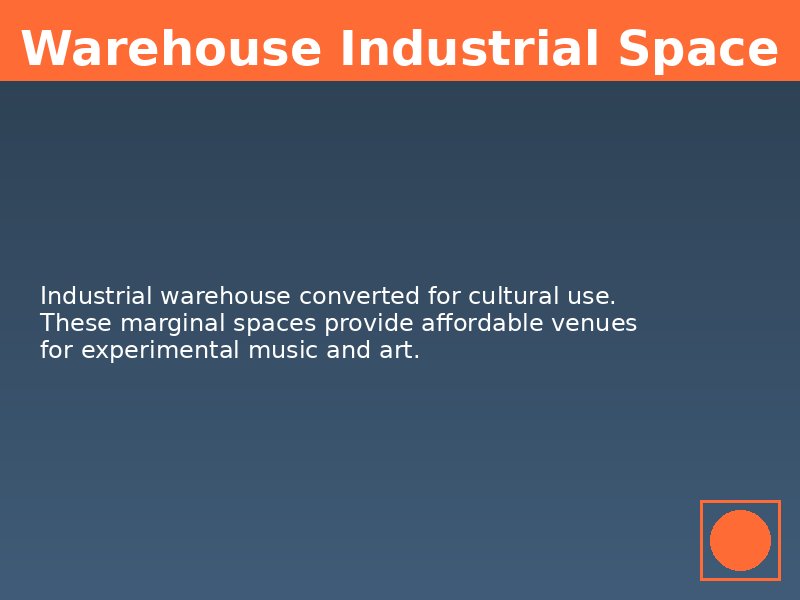 Warehouse Industrial Space
Industrial warehouse converted for cultural use.
These marginal spaces provide affordable venues
for experimental music and art.